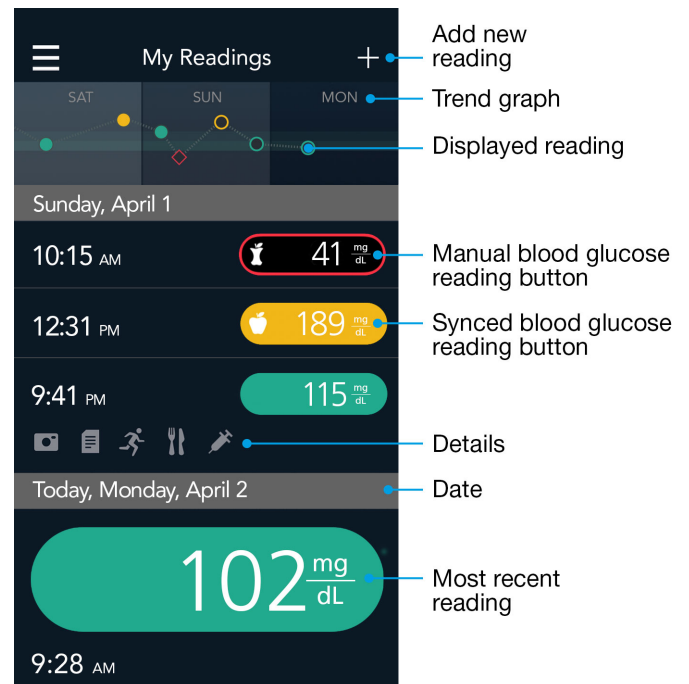 My Readings
Add new
reading
SAT SUN MON
Trend graph
Displayed reading
Sunday, April 1
10:15 AM 41 mg/dL
Manual blood glucose
reading button
12:31 PM 189 mg/dL
Synced blood glucose
reading button
9:41 PM 115 mg/dL
Details
Today, Monday, April 2
Date
102 mg/dL
Most recent
reading
9:28 AM